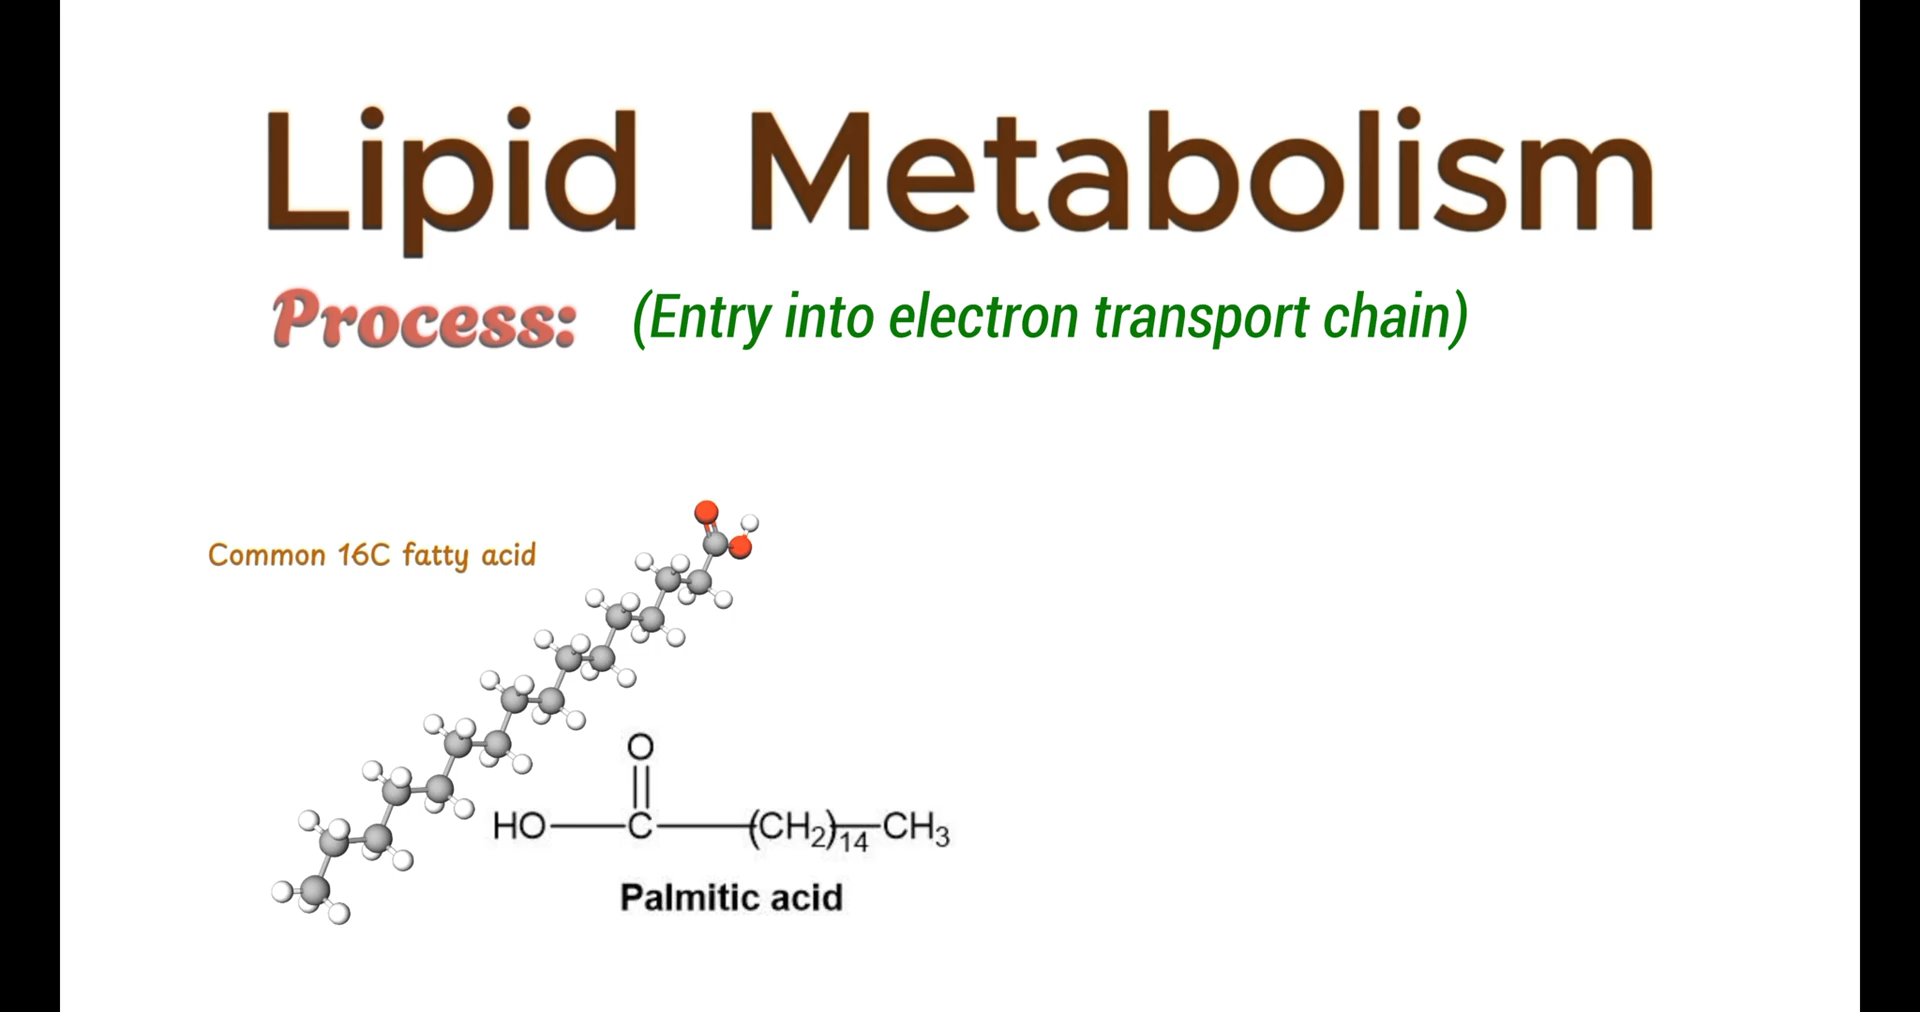 Lipid Metabolism
Process: (Entry into electron transport chain)
Common 16C fatty acid
O
HO—C—(CH₂)₁₄—CH₃
Palmitic acid